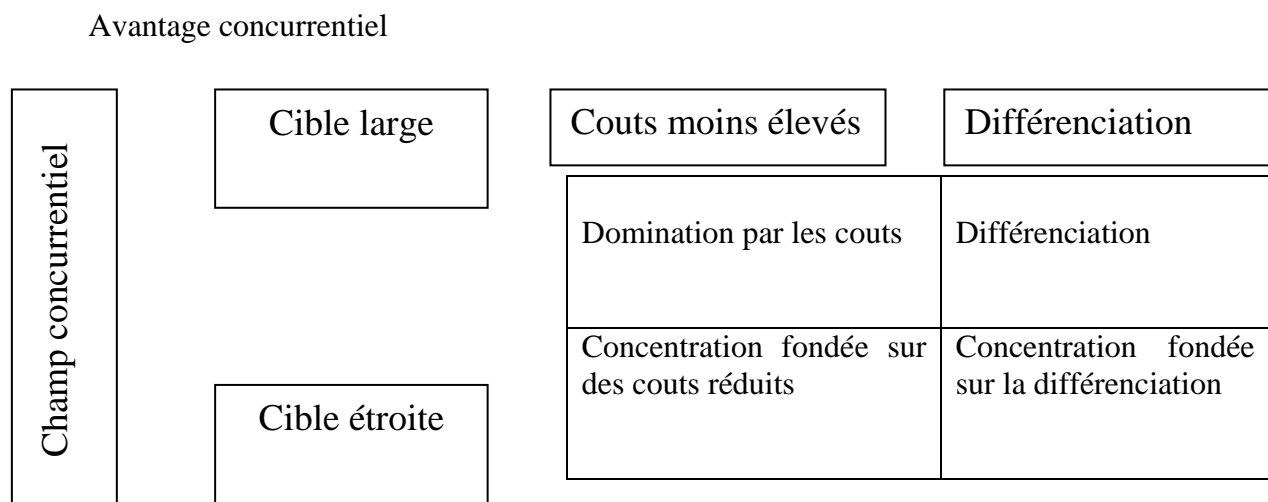 Avantage concurrentiel
Champ concurrentiel
Cible large
Couts moins élevés
Différenciation
Domination par les couts
Différenciation
Concentration fondée sur
des couts réduits
Concentration fondée
sur la différenciation
Cible étroite